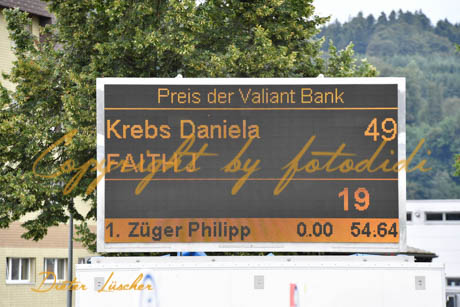 Preis der Valiant Bank
Krebs Daniela 49
FAITH T
Copyright by fotodidi
19
1. Züger Philipp 0.00 54.64
Dieter Lüscher